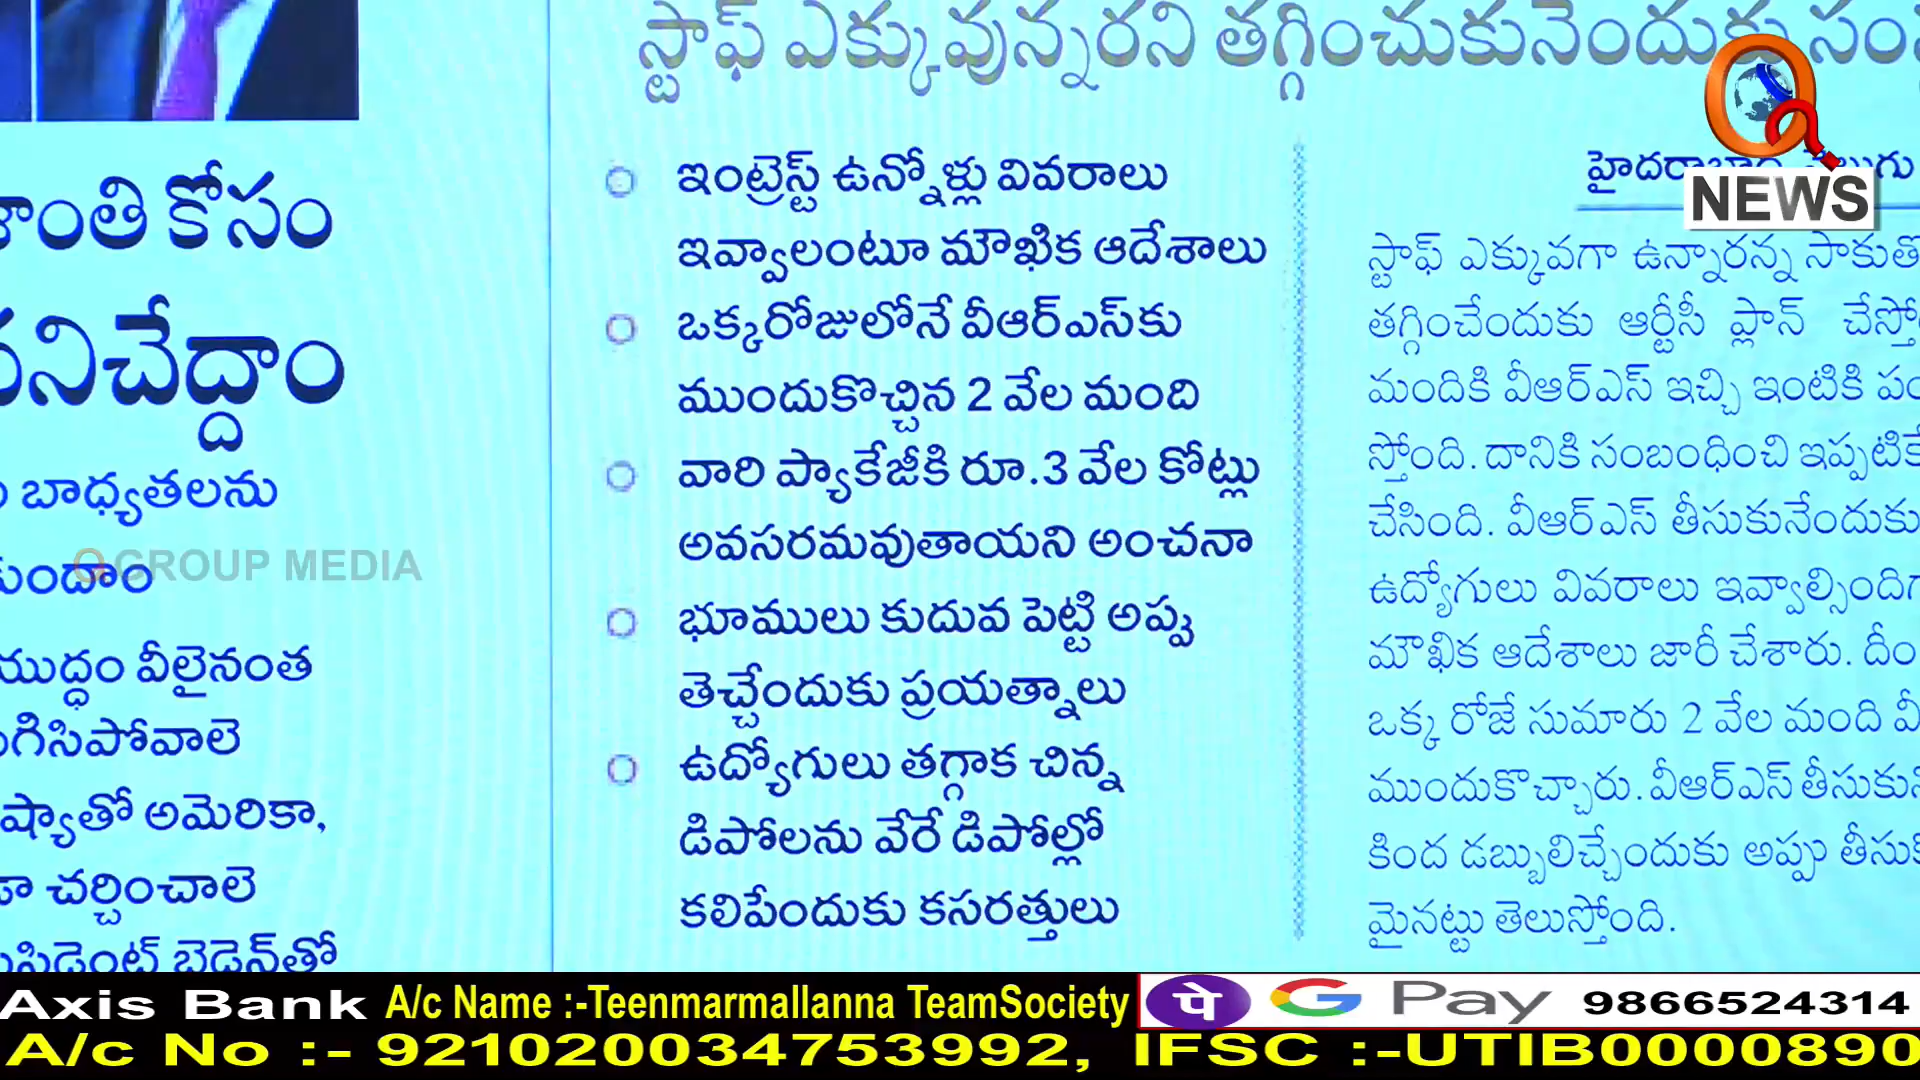 స్టాఫ్ ఎక్కువున్నరని తగ్గించుకునేందుకు
ాంతి కోసం
పనిచేద్దాం
బాధ్యతలను
కుందాం
యుద్ధం వీలైనంత
గిసిపోవాలె
ష్యాతో అమెరికా,
చర్చించాలె
బైడెన్‌తో
ఇంట్రెస్ట్ ఉన్నోళ్లు వివరాలు
ఇవ్వాలంటూ మౌఖిక ఆదేశాలు
ఒక్కరోజులోనే వీఆర్ఎస్‌కు
ముందుకొచ్చిన 2 వేల మంది
వారి ప్యాకేజీకి రూ.3 వేల కోట్లు
అవసరమవుతాయని అంచనా
భూములు కుదువ పెట్టి అప్పు
తెచ్చేందుకు ప్రయత్నాలు
ఉద్యోగులు తగ్గాక చిన్న
డిపోలను వేరే డిపోల్లో
కలిపేందుకు కసరత్తులు
స్టాఫ్ ఎక్కువగా ఉన్నారన్న సాకుతో
తగ్గించేందుకు ఆర్టీసీ ప్లాన్ చేస్తో
మందికి వీఆర్ఎస్ ఇచ్చి ఇంటికి పం
స్తోంది. దానికి సంబంధించి ఇప్పటికే
చేసింది. వీఆర్ఎస్ తీసుకునేందుకు
ఉద్యోగులు వివరాలు ఇవ్వాల్సిందిగా
మౌఖిక ఆదేశాలు జారీ చేశారు. దీం
ఒక్క రోజే సుమారు 2 వేల మంది వీ
ముందుకొచ్చారు. వీఆర్ఎస్ తీసుకున
కింద డబ్బులిచ్చేందుకు అప్పు తీసుకు
మైనట్టు తెలుస్తోంది.
Q
NEWS
Q GROUP MEDIA
Axis Bank A/c Name :-Teenmarmallanna TeamSociety
పे G Pay 9866524314
A/c No :- 921020034753992, IFSC :-UTIB0000890